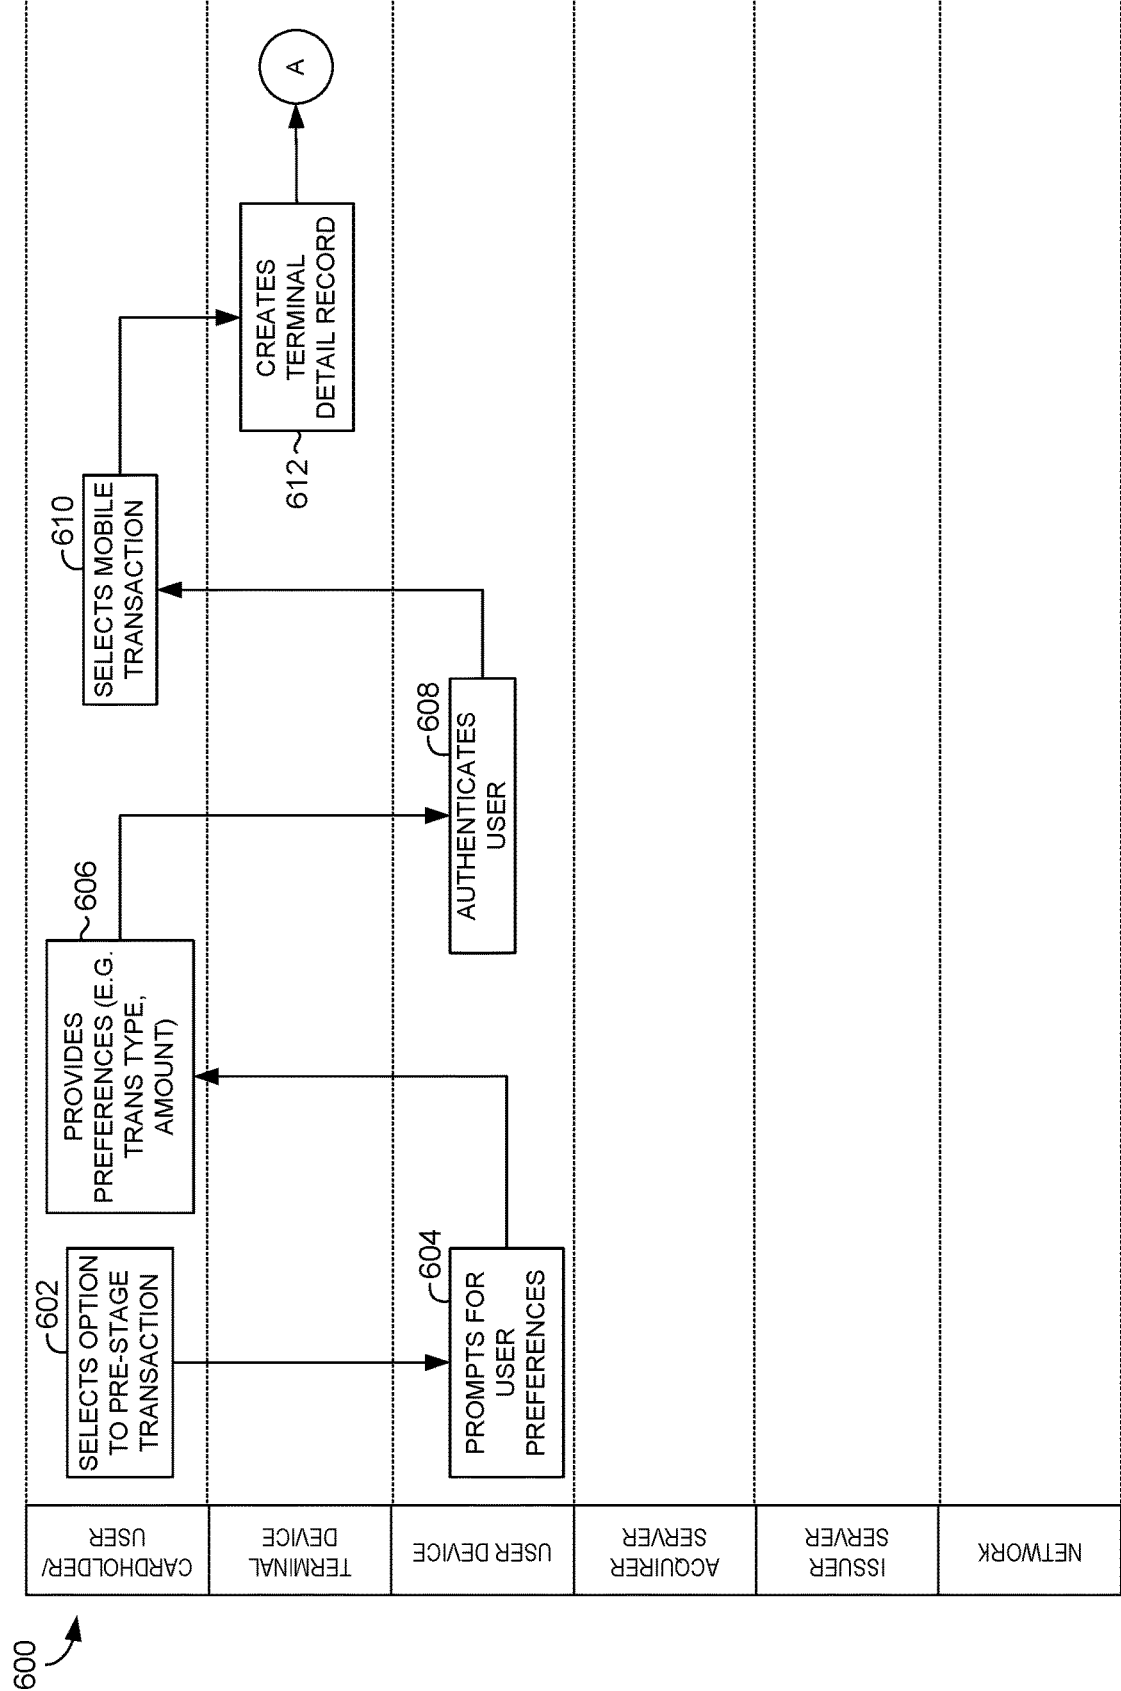 600
CARDHOLDER/
USER
TERMINAL
DEVICE
USER DEVICE
ACQUIRER
SERVER
ISSUER
SERVER
NETWORK
602
SELECTS OPTION
TO PRE-STAGE
TRANSACTION
604
PROMPTS FOR
USER
PREFERENCES
606
PROVIDES
PREFERENCES (E.G.
TRANS TYPE,
AMOUNT)
608
AUTHENTICATES
USER
610
SELECTS MOBILE
TRANSACTION
612
CREATES
TERMINAL
DETAIL RECORD
A